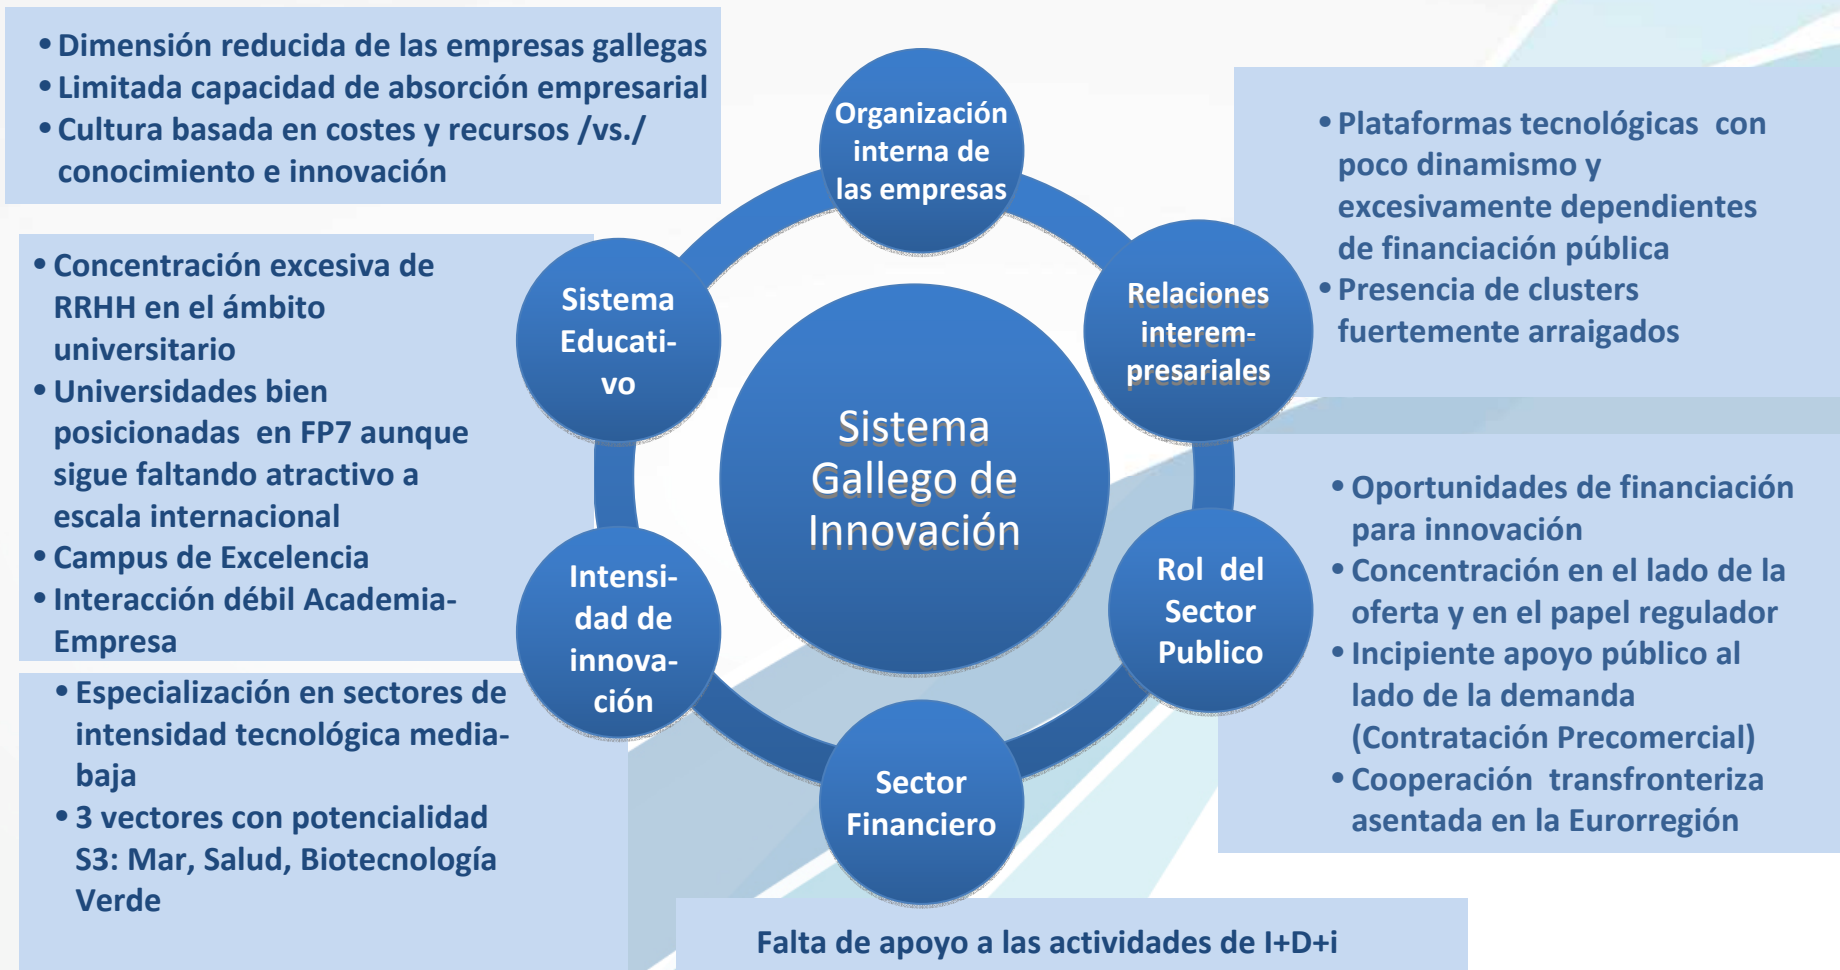 • Dimensión reducida de las empresas gallegas
• Limitada capacidad de absorción empresarial
• Cultura basada en costes y recursos /vs./
conocimiento e innovación
Organización
interna de
las empresas
• Plataformas tecnológicas con
poco dinamismo y
excesivamente dependientes
de financiación pública
• Presencia de clusters
fuertemente arraigados
Relaciones
interem-
presariales
• Concentración excesiva de
RRHH en el ámbito
universitario
• Universidades bien
posicionadas en FP7 aunque
sigue faltando atractivo a
escala internacional
• Campus de Excelencia
• Interacción débil Academia-
Empresa
Sistema
Educati-
vo
Sistema
Gallego de
Innovación
• Oportunidades de financiación
para innovación
• Concentración en el lado de la
oferta y en el papel regulador
• Incipiente apoyo público al
lado de la demanda
(Contratación Precomercial)
• Cooperación transfronteriza
asentada en la Eurorregión
Rol del
Sector
Publico
Intensi-
dad de
innova-
ción
• Especialización en sectores de
intensidad tecnológica media-
baja
• 3 vectores con potencialidad
S3: Mar, Salud, Biotecnología
Verde
Sector
Financiero
Falta de apoyo a las actividades de I+D+i